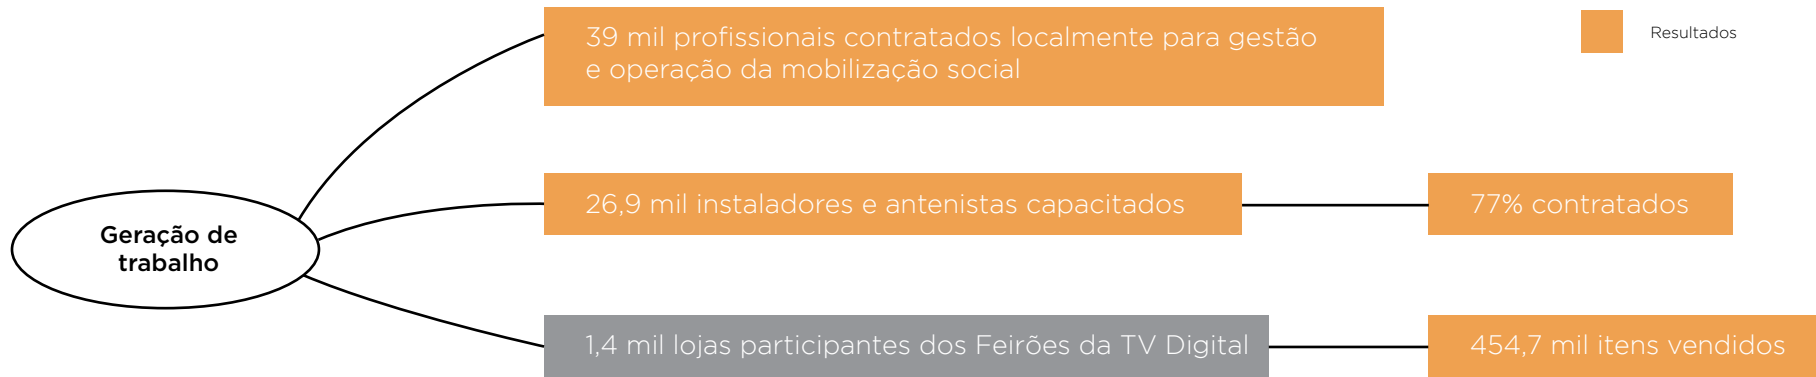 39 mil profissionais contratados localmente para gestão
e operação da mobilização social
Resultados
26,9 mil instaladores e antenistas capacitados
77% contratados
Geração de
trabalho
1,4 mil lojas participantes dos Feirões da TV Digital
454,7 mil itens vendidos